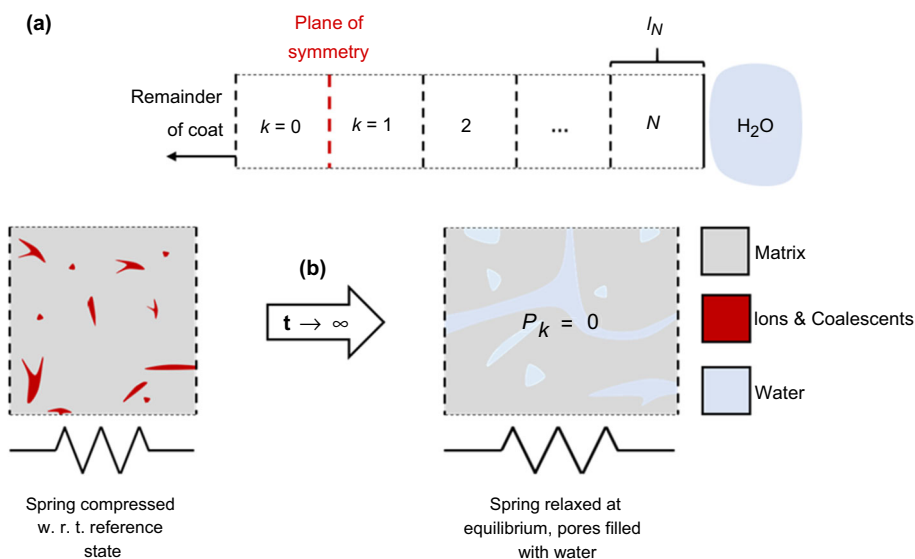 (a)
Plane of
symmetry
l_N
Remainder
of coat
k = 0
k = 1
2
...
N
H₂O
(b)
t → ∞
P_k = 0
Matrix
Ions & Coalescents
Water
Spring compressed
w. r. t. reference
state
Spring relaxed at
equilibrium, pores filled
with water